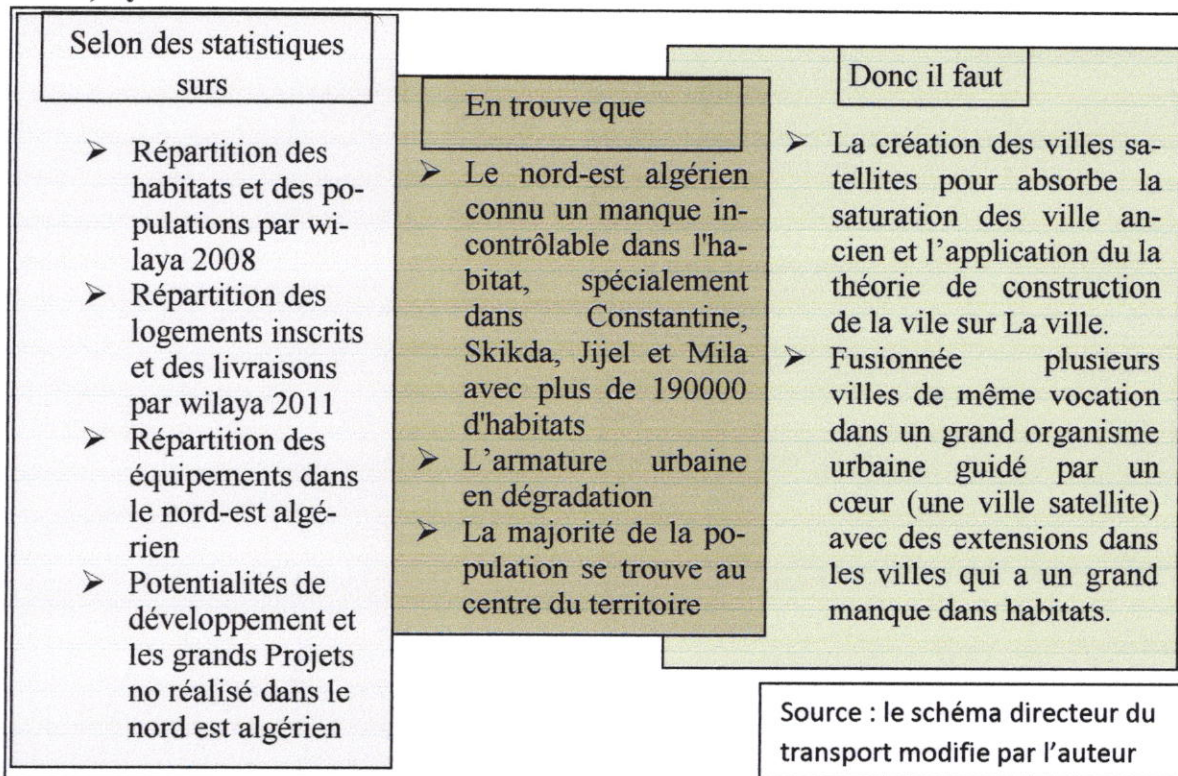 Selon des statistiques
surs
➢ Répartition des
habitats et des po-
pulations par wi-
laya 2008
➢ Répartition des
logements inscrits
et des livraisons
par wilaya 2011
➢ Répartition des
équipements dans
le nord-est algé-
rien
➢ Potentialités de
développement et
les grands Projets
no réalisé dans le
nord est algérien
En trouve que
➢ Le nord-est algérien
connu un manque in-
contrôlable dans l'ha-
bitat, spécialement
dans Constantine,
Skikda, Jijel et Mila
avec plus de 190000
d'habitats
➢ L'armature urbaine
en dégradation
➢ La majorité de la po-
pulation se trouve au
centre du territoire
Donc il faut
➢ La création des villes sa-
tellites pour absorbe la
saturation des ville an-
cien et l'application du la
théorie de construction
de la vile sur La ville.
➢ Fusionnée plusieurs
villes de même vocation
dans un grand organisme
urbaine guidé par un
cœur (une ville satellite)
avec des extensions dans
les villes qui a un grand
manque dans habitats.
Source : le schéma directeur du
transport modifie par l'auteur